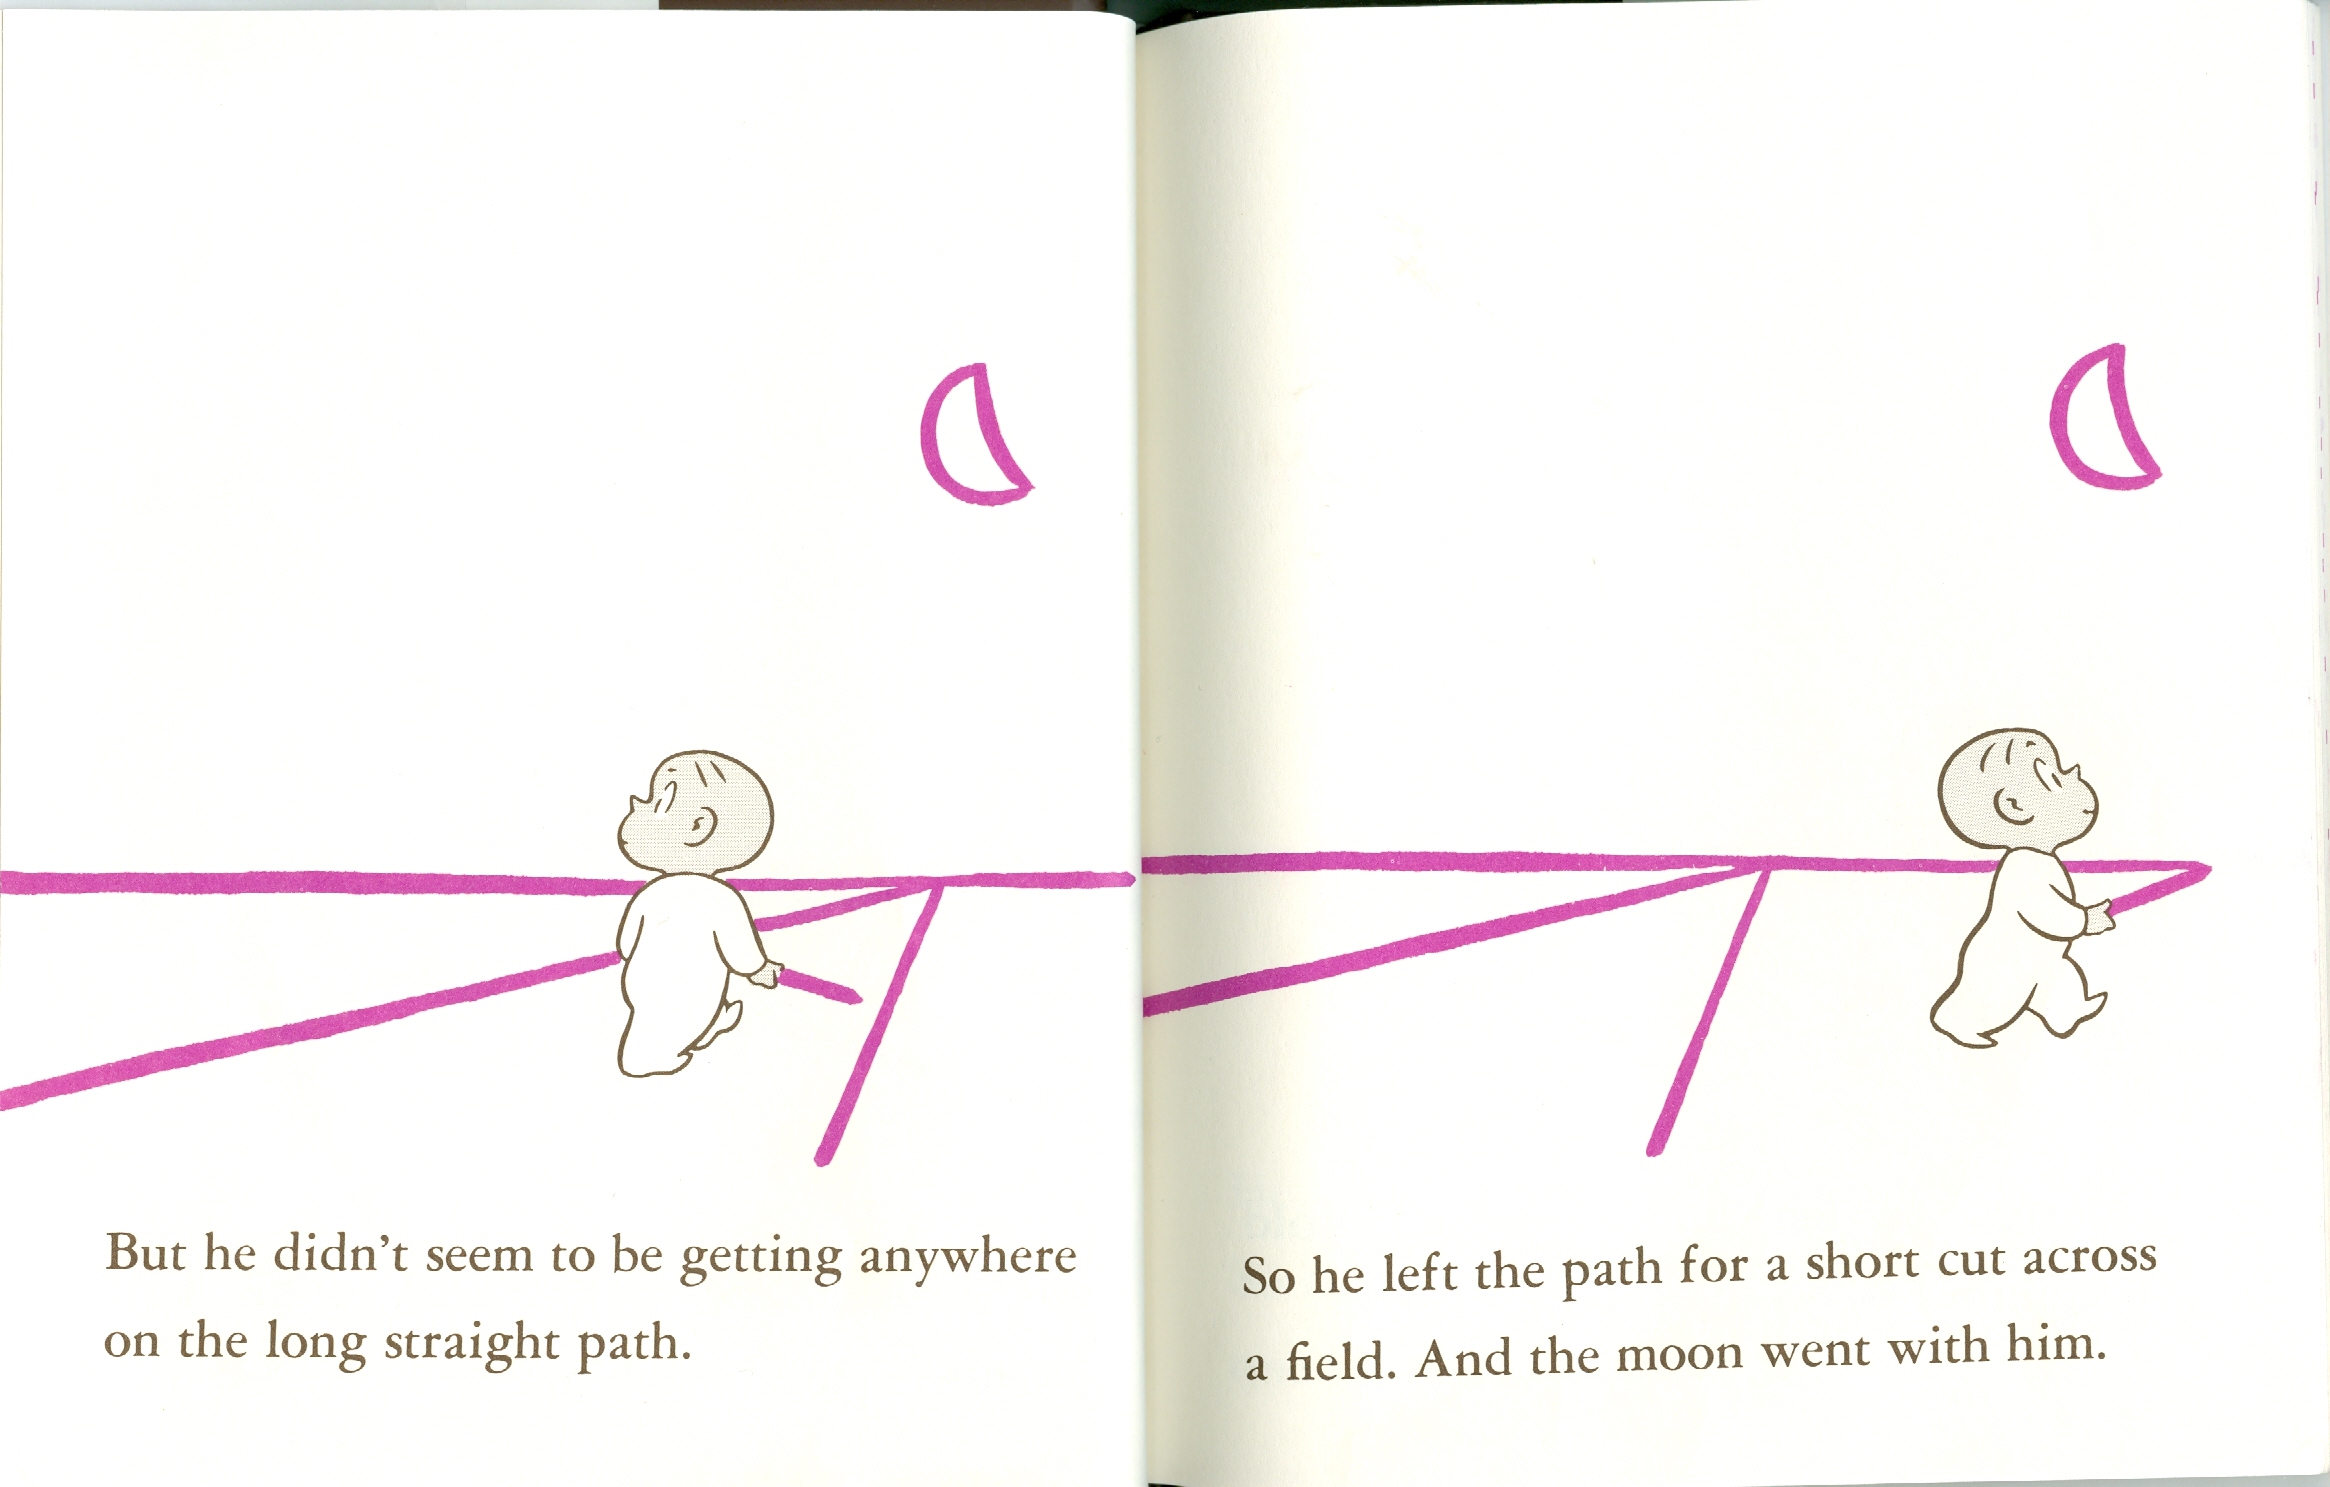 But he didn't seem to be getting anywhere
on the long straight path.
So he left the path for a short cut across
a field. And the moon went with him.